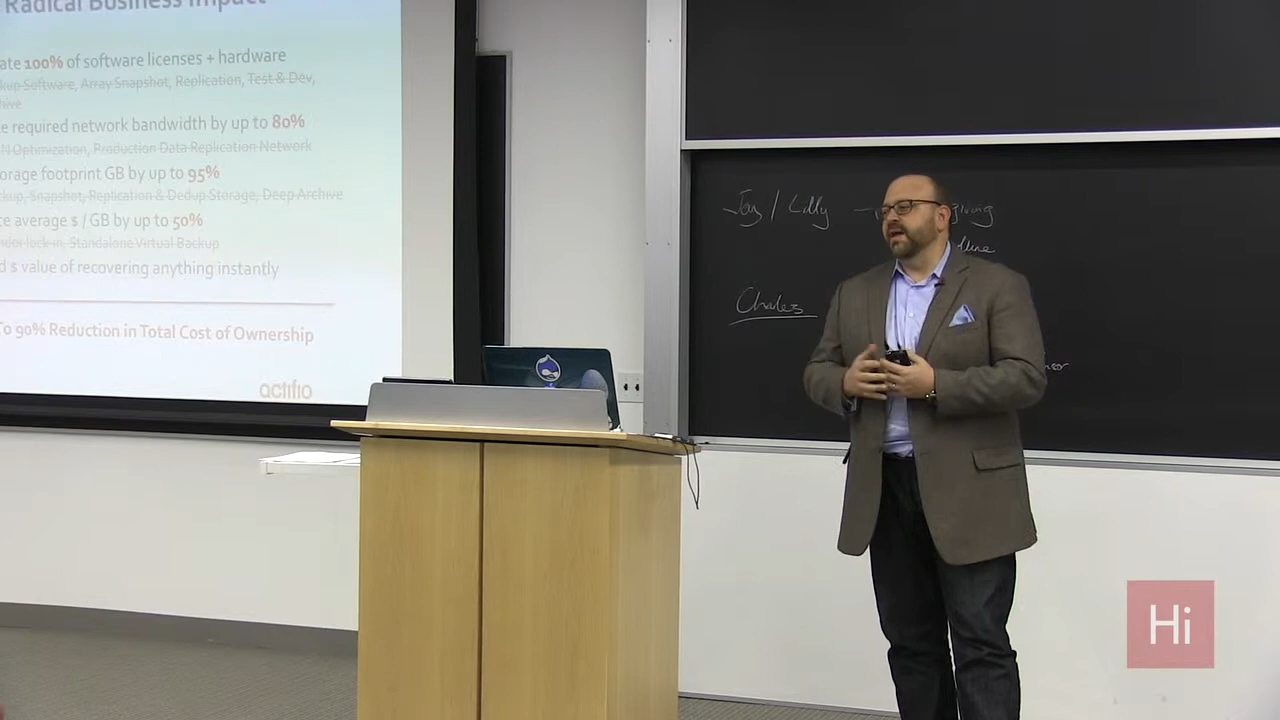 Radical Business Impact
ate 100% of software licenses + hardware
kup Software, Array Snapshot, Replication, Test & Dev,
hive
e required network bandwidth by up to 80%
N Optimization, Production Data Replication Network
orage footprint GB by up to 95%
ckup, Snapshot, Replication & Dedup Storage, Deep Archive
ce average $ / GB by up to 50%
ndor lock-in, Standalone Virtual Backup
d $ value of recovering anything instantly
To 90% Reduction in Total Cost of Ownership
actifio
/ Lilly
Charles
Hi